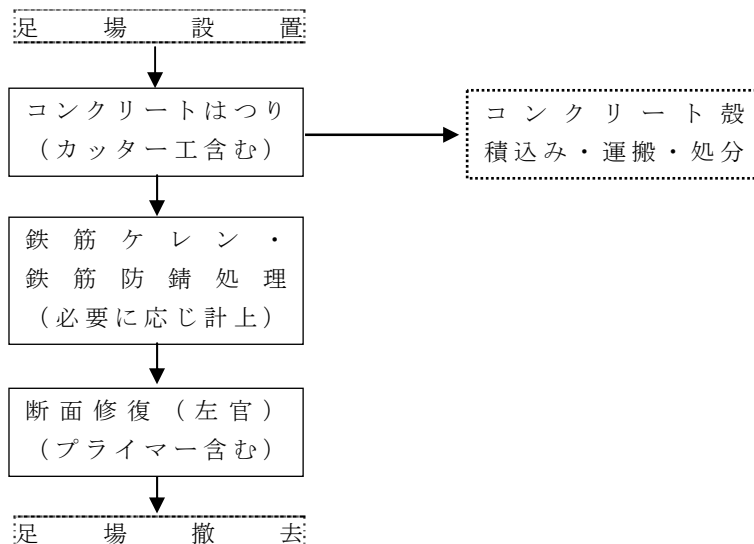 足場設置
コンクリートはつり
（カッター工含む）
コンクリート殻
積込み・運搬・処分
鉄筋ケレン・
鉄筋防錆処理
（必要に応じ計上）
断面修復（左官）
（プライマー含む）
足場撤去